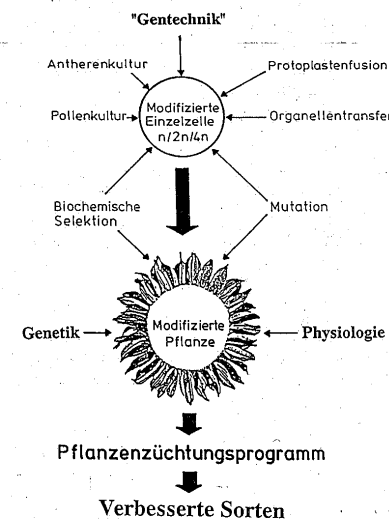 "Gentechnik"
Antherenkultur
Protoplastenfusion
Pollenkultur
Modifizierte
Einzelzelle
n/2n/4n
Organellentransfer
Biochemische
Selektion
Mutation
Genetik
Modifizierte
Pflanze
Physiologie
Pflanzenzüchtungsprogramm
Verbesserte Sorten